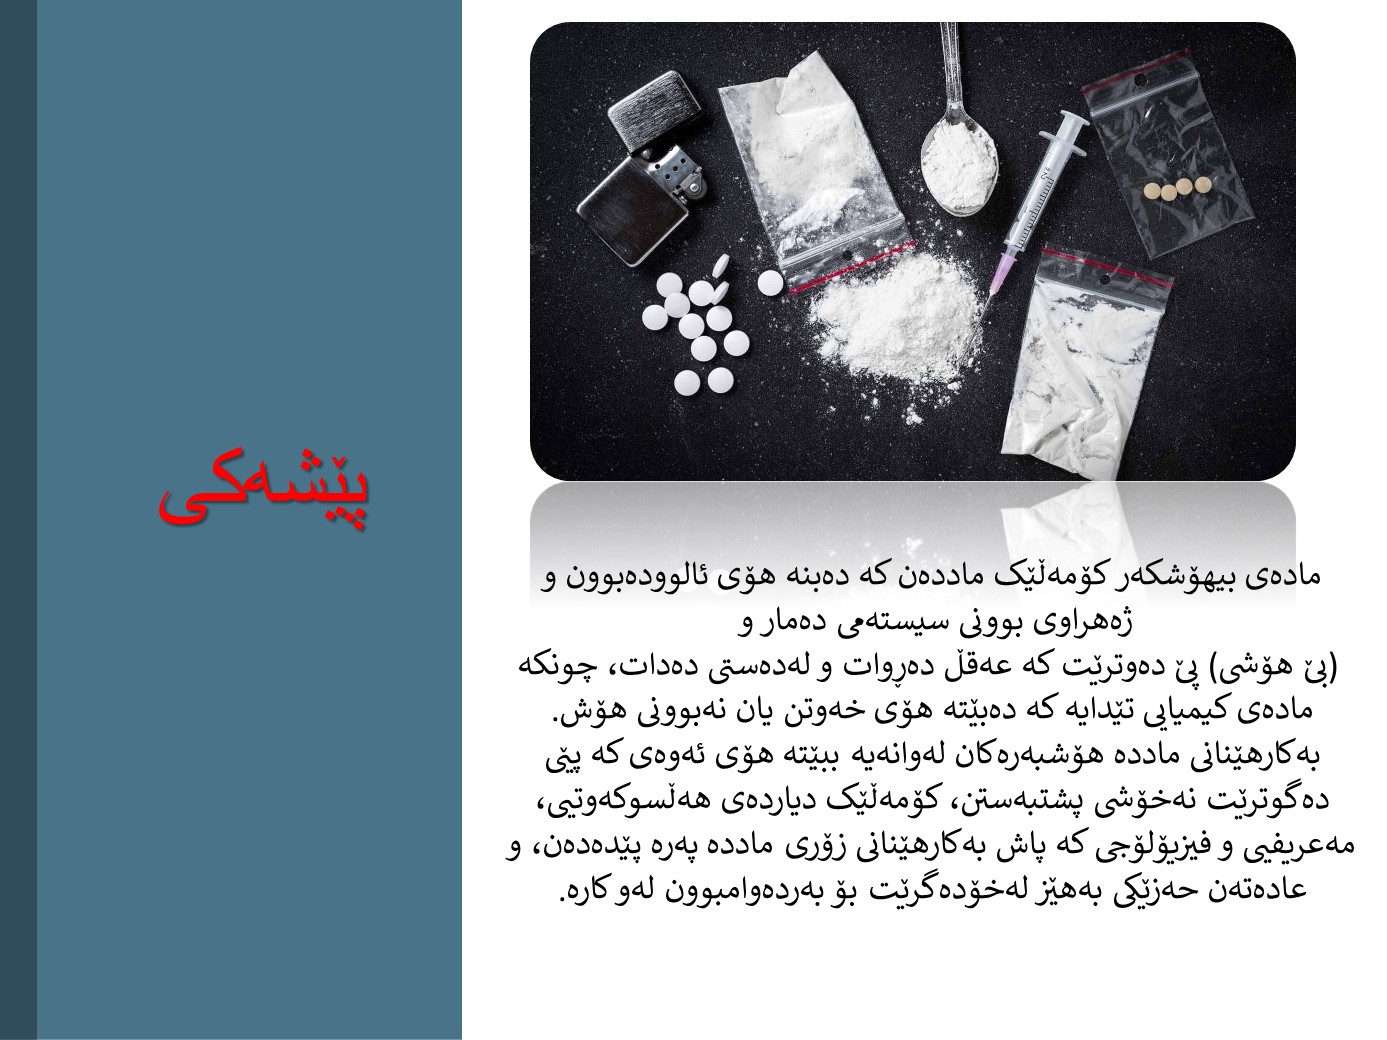 پێشەکی
مادەی بیهۆشکەر کۆمەڵێک ماددەن کە دەبنە هۆی ئالوودەبوون و
ژەهراوی بوونی سیستەمی دەمار و
(بێ هۆشی) پێ دەوترێت کە عەقڵ دەڕوات و لەدەستی دەدات، چونکە
مادەی کیمیایی تێدایە کە دەبێتە هۆی خەوتن یان نەبوونی هۆش.
بەکارهێنانی ماددە هۆشبەرەکان لەوانەیە ببێتە هۆی ئەوەی کە پێی
دەگوترێت نەخۆشی پشتبەستن، کۆمەڵێک دیاردەی هەڵسوکەوتیی،
مەعریفیی و فیزیۆلۆجی کە پاش بەکارهێنانی زۆری ماددە پەرە پێدەدەن، و
عادەتەن حەزێکی بەهێز لەخۆدەگرێت بۆ بەردەوامبوون لەو کارە.